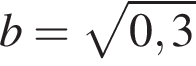 b = √0,3